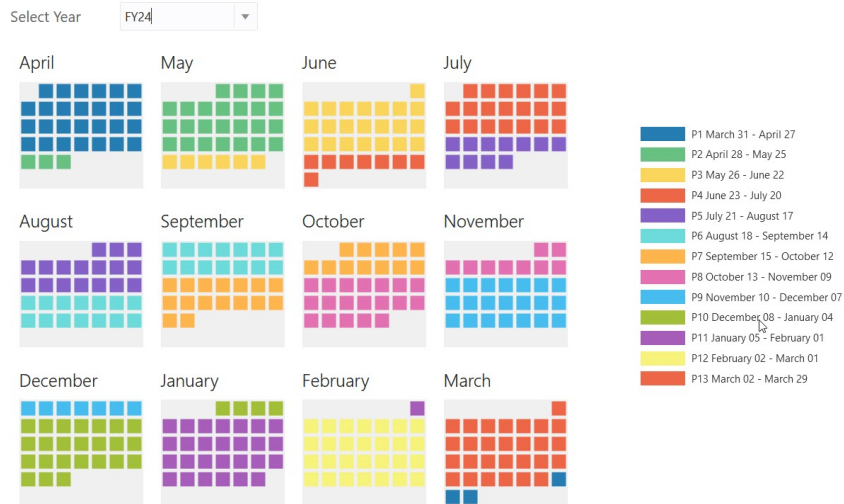 Select Year
FY24
April
May
June
July
August
September
October
November
December
January
February
March
P1 March 31 - April 27
P2 April 28 - May 25
P3 May 26 - June 22
P4 June 23 - July 20
P5 July 21 - August 17
P6 August 18 - September 14
P7 September 15 - October 12
P8 October 13 - November 09
P9 November 10 - December 07
P10 December 08 - January 04
P11 January 05 - February 01
P12 February 02 - March 01
P13 March 02 - March 29